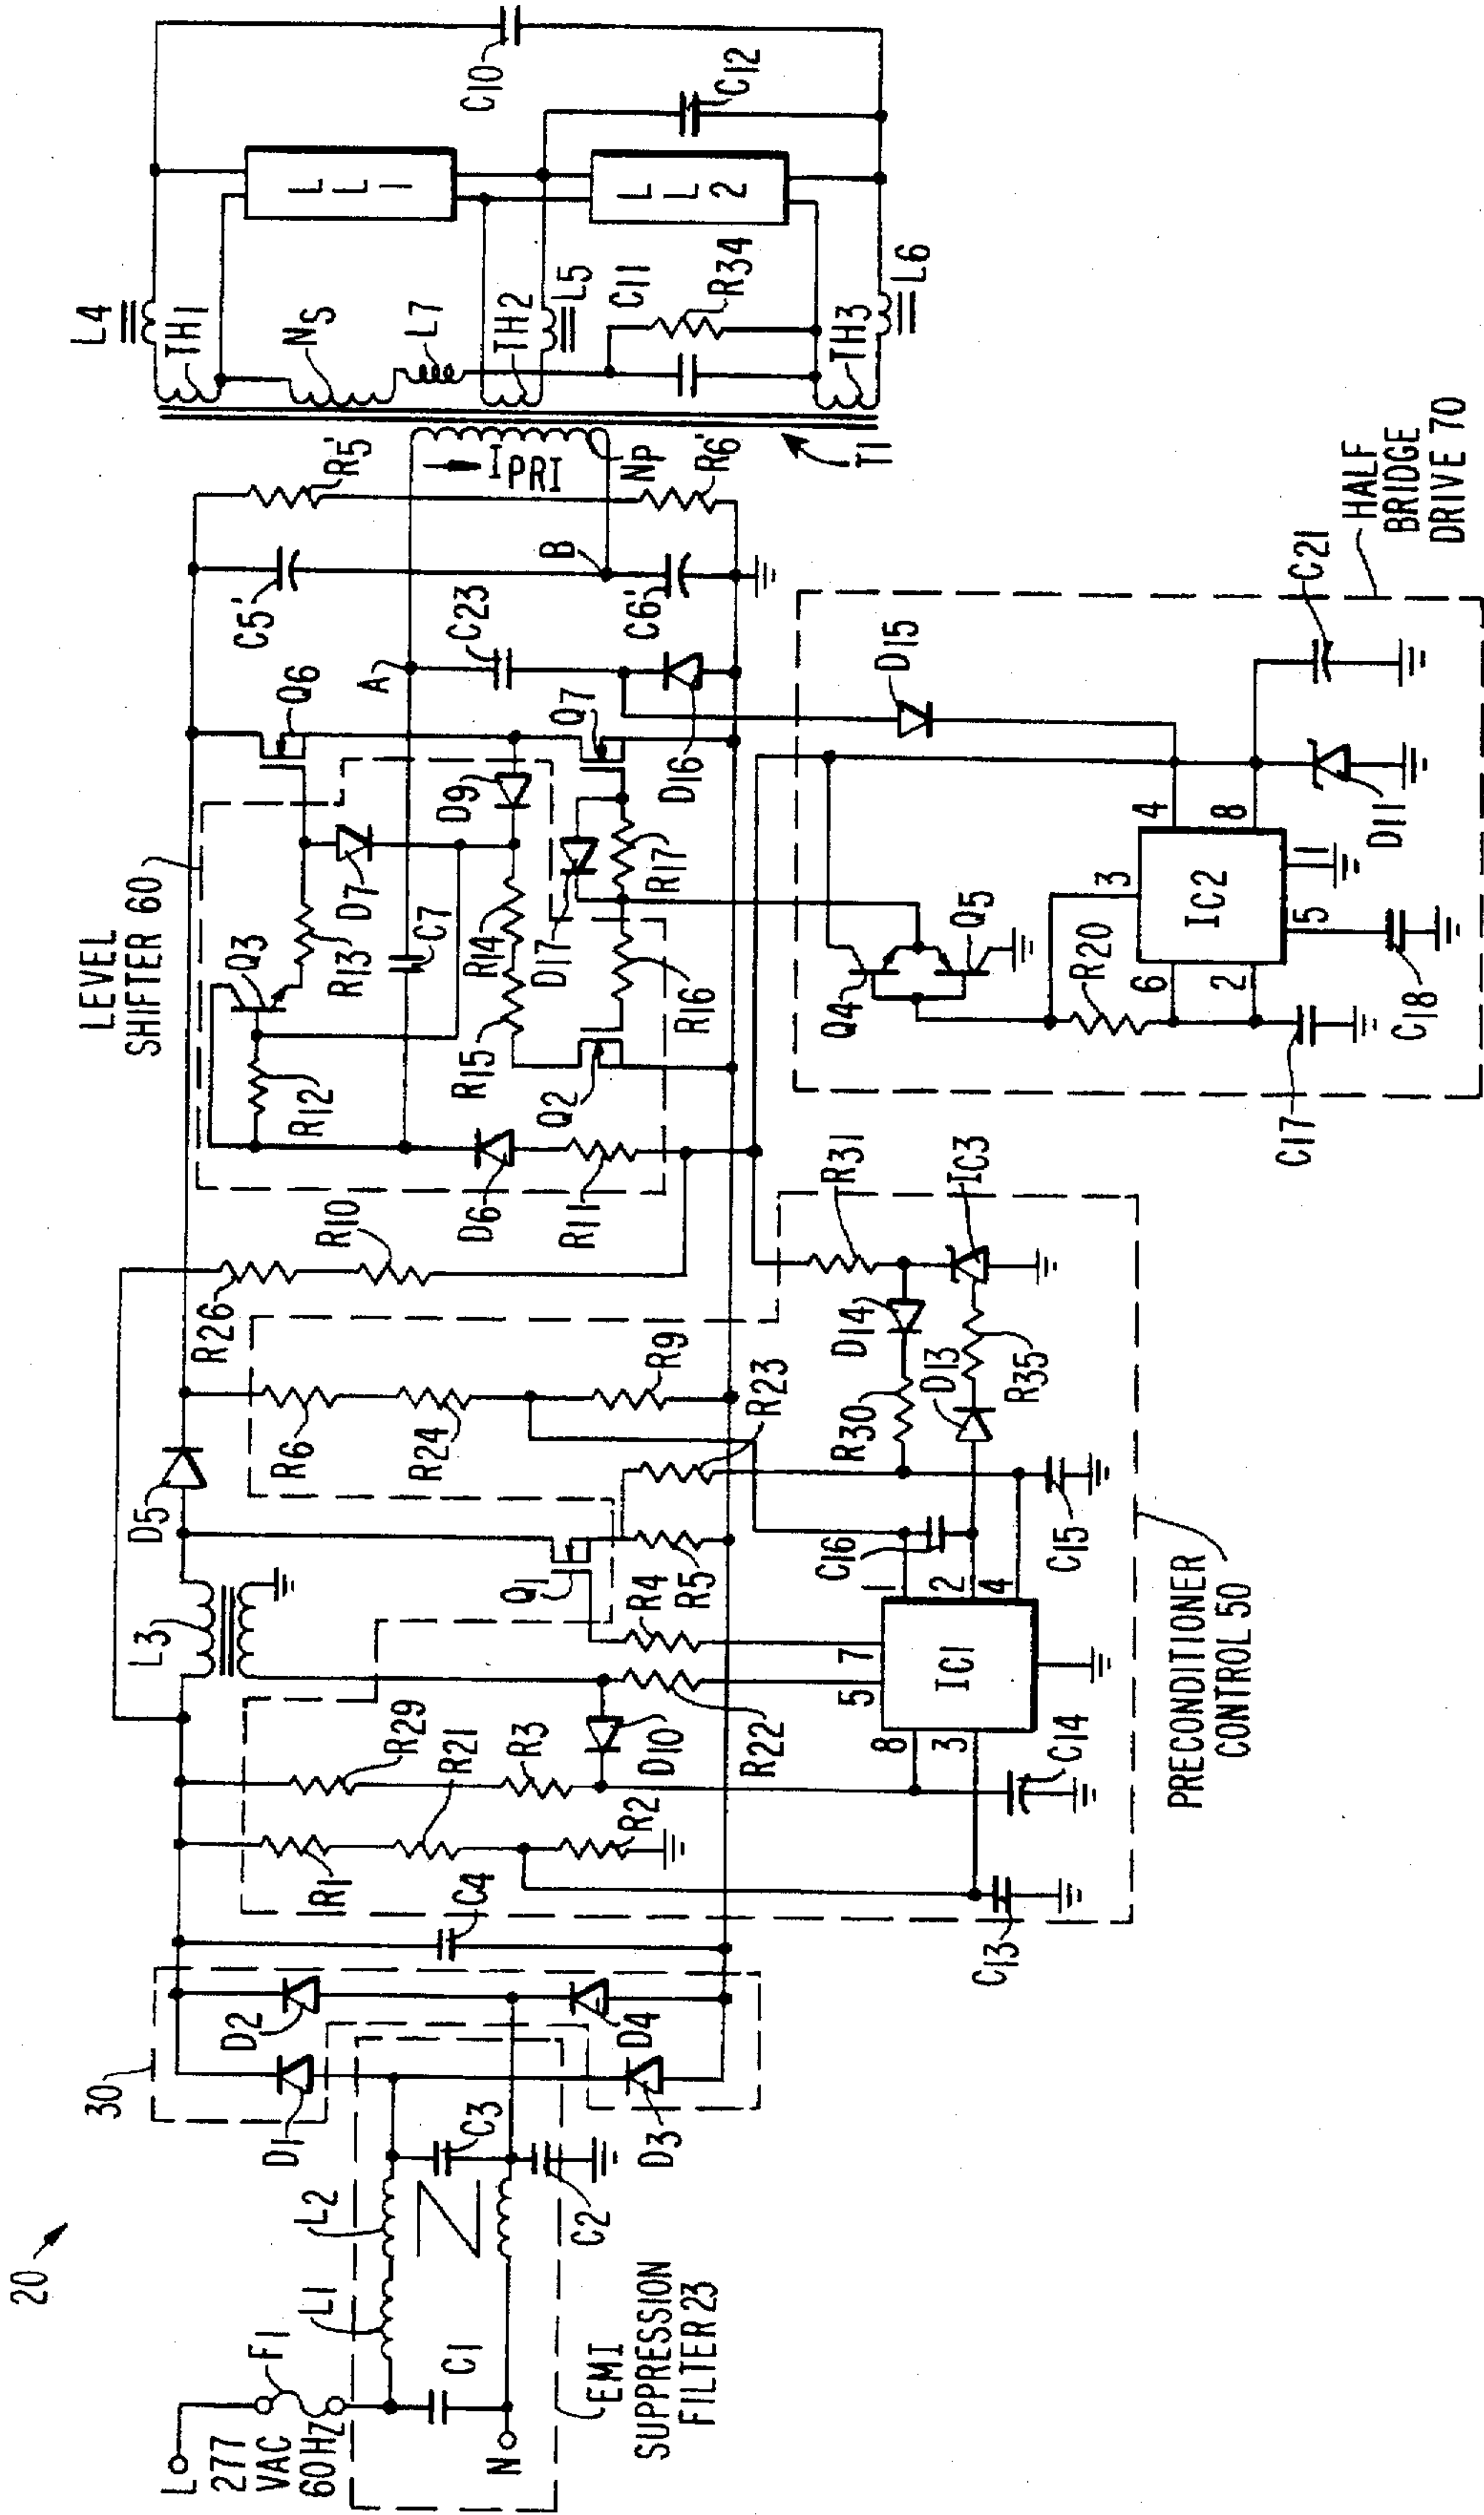 20
L
277
VAC
60HZ
F1
N
C1
L1
L2
C3
C2
EMI
SUPPRESSION
FILTER 23
30
D1
D2
D3
D4
C4
R1
R21
R2
R29
R3
D10
R22
L3
C13
C14
8
3
5
7
IC1
1
2
4
R4
R5
Q1
D5
R6
R24
R9
R23
C16
C15
R30
D14
D13
R35
R31
IC3
PRECONDITIONER
CONTROL 50
R26
R10
LEVEL
SHIFTER 60
D6
R11
R12
Q3
R13
D7
C7
R15
R14
D9
Q2
R16
D17
R17
Q6
Q7
D16
A
C23
C5'
B
C6'
R5'
R6'
IPRI
NP
T1
HALF
BRIDGE
DRIVE 70
Q4
Q5
R20
3
6
2
IC2
4
8
1
5
C17
C18
D15
D11
C21
L4
TH1
NS
L7
TH2
L5
C11
R34
TH3
L6
LL1
LL2
C10
C12